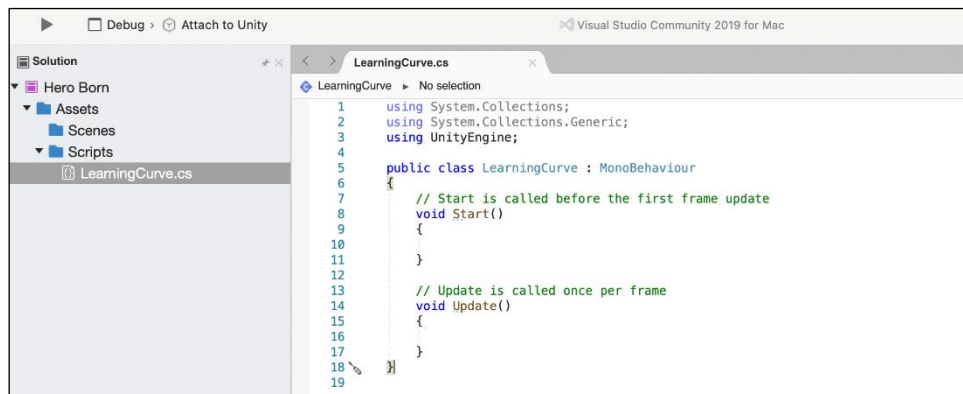 Debug › Attach to Unity
Visual Studio Community 2019 for Mac
Solution
Hero Born
Assets
Scenes
Scripts
LearningCurve.cs
LearningCurve.cs
LearningCurve ▸ No selection
1 using System.Collections;
2 using System.Collections.Generic;
3 using UnityEngine;
4
5 public class LearningCurve : MonoBehaviour
6 {
7 // Start is called before the first frame update
8 void Start()
9 {
10
11 }
12
13 // Update is called once per frame
14 void Update()
15 {
16
17 }
18 }
19